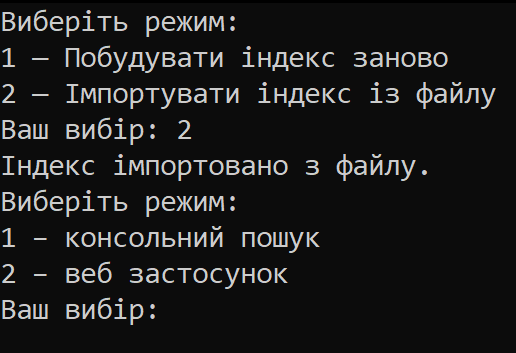 Виберіть режим:
1 — Побудувати індекс заново
2 — Імпортувати індекс із файлу
Ваш вибір: 2
Індекс імпортовано з файлу.
Виберіть режим:
1 – консольний пошук
2 – веб застосунок
Ваш вибір: